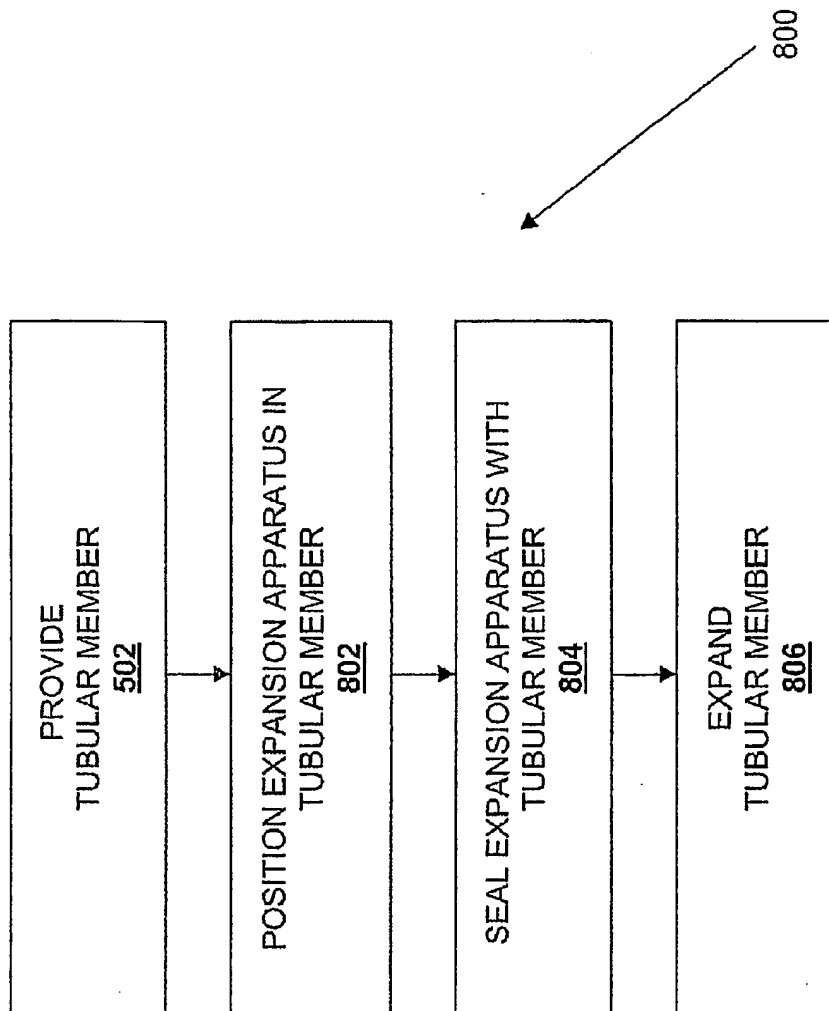 PROVIDE
TUBULAR MEMBER
502
POSITION EXPANSION APPARATUS IN
TUBULAR MEMBER
802
SEAL EXPANSION APPARATUS WITH
TUBULAR MEMBER
804
EXPAND
TUBULAR MEMBER
806
800